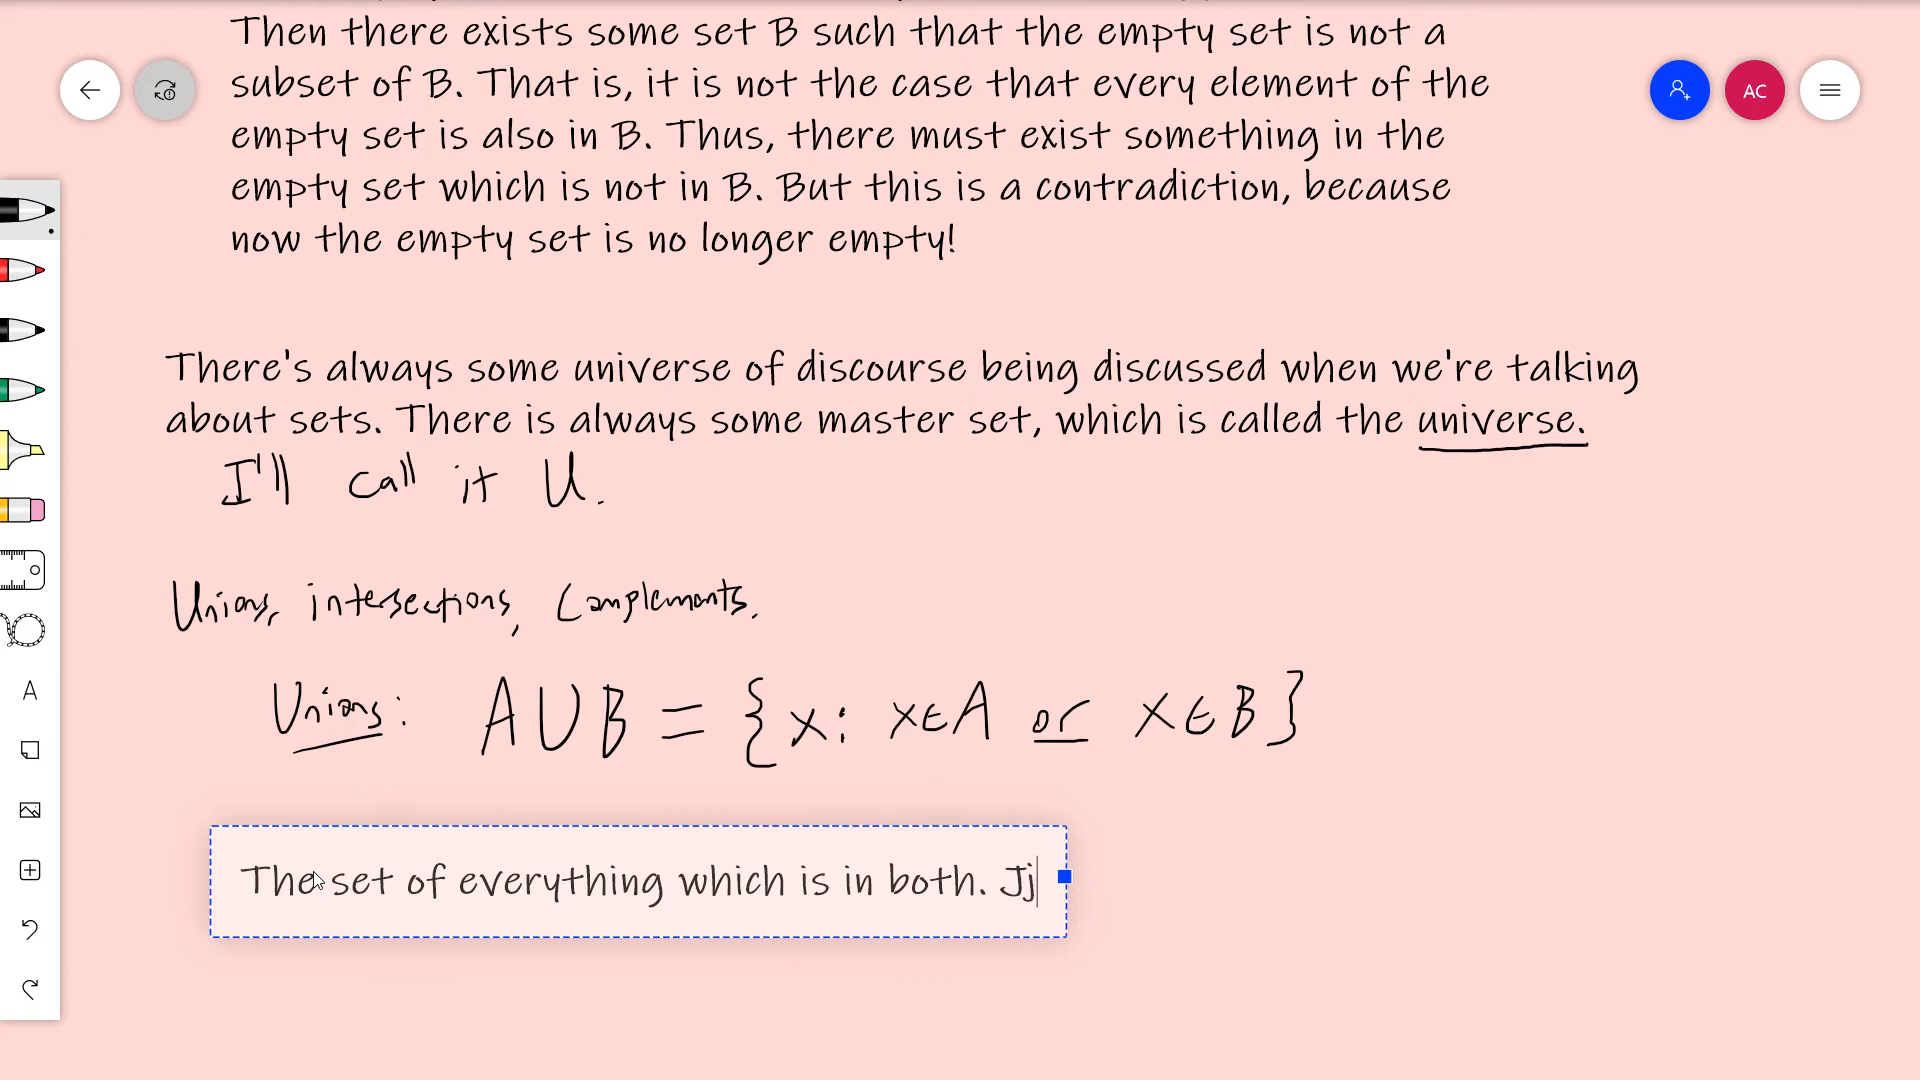 Then there exists some set B such that the empty set is not a
subset of B. That is, it is not the case that every element of the
empty set is also in B. Thus, there must exist something in the
empty set which is not in B. But this is a contradiction, because
now the empty set is no longer empty!
AC
There's always some universe of discourse being discussed when we're talking
about sets. There is always some master set, which is called the universe.
I'll call it U.
Unions, intersections, complements.
Unions: A ∪ B = {x: x∈A or x∈B}
The set of everything which is in both. Jj
A